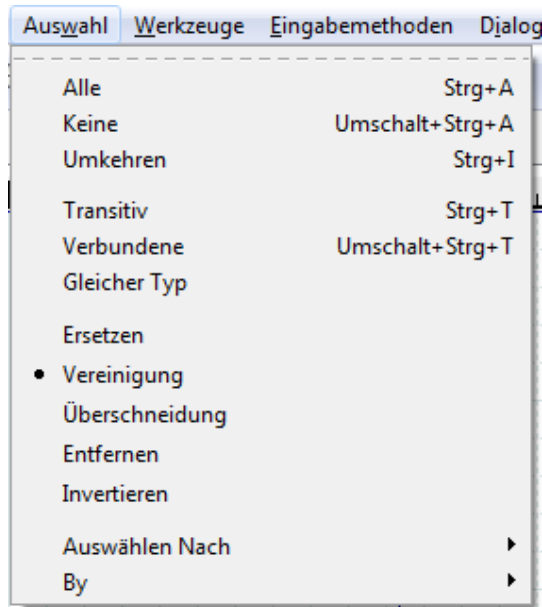 Auswahl Werkzeuge Eingabemethoden Dialog
Alle Strg+A
Keine Umschalt+Strg+A
Umkehren Strg+I
Transitiv Strg+T
Verbundene Umschalt+Strg+T
Gleicher Typ
Ersetzen
Vereinigung
Überschneidung
Entfernen
Invertieren
Auswählen Nach
By